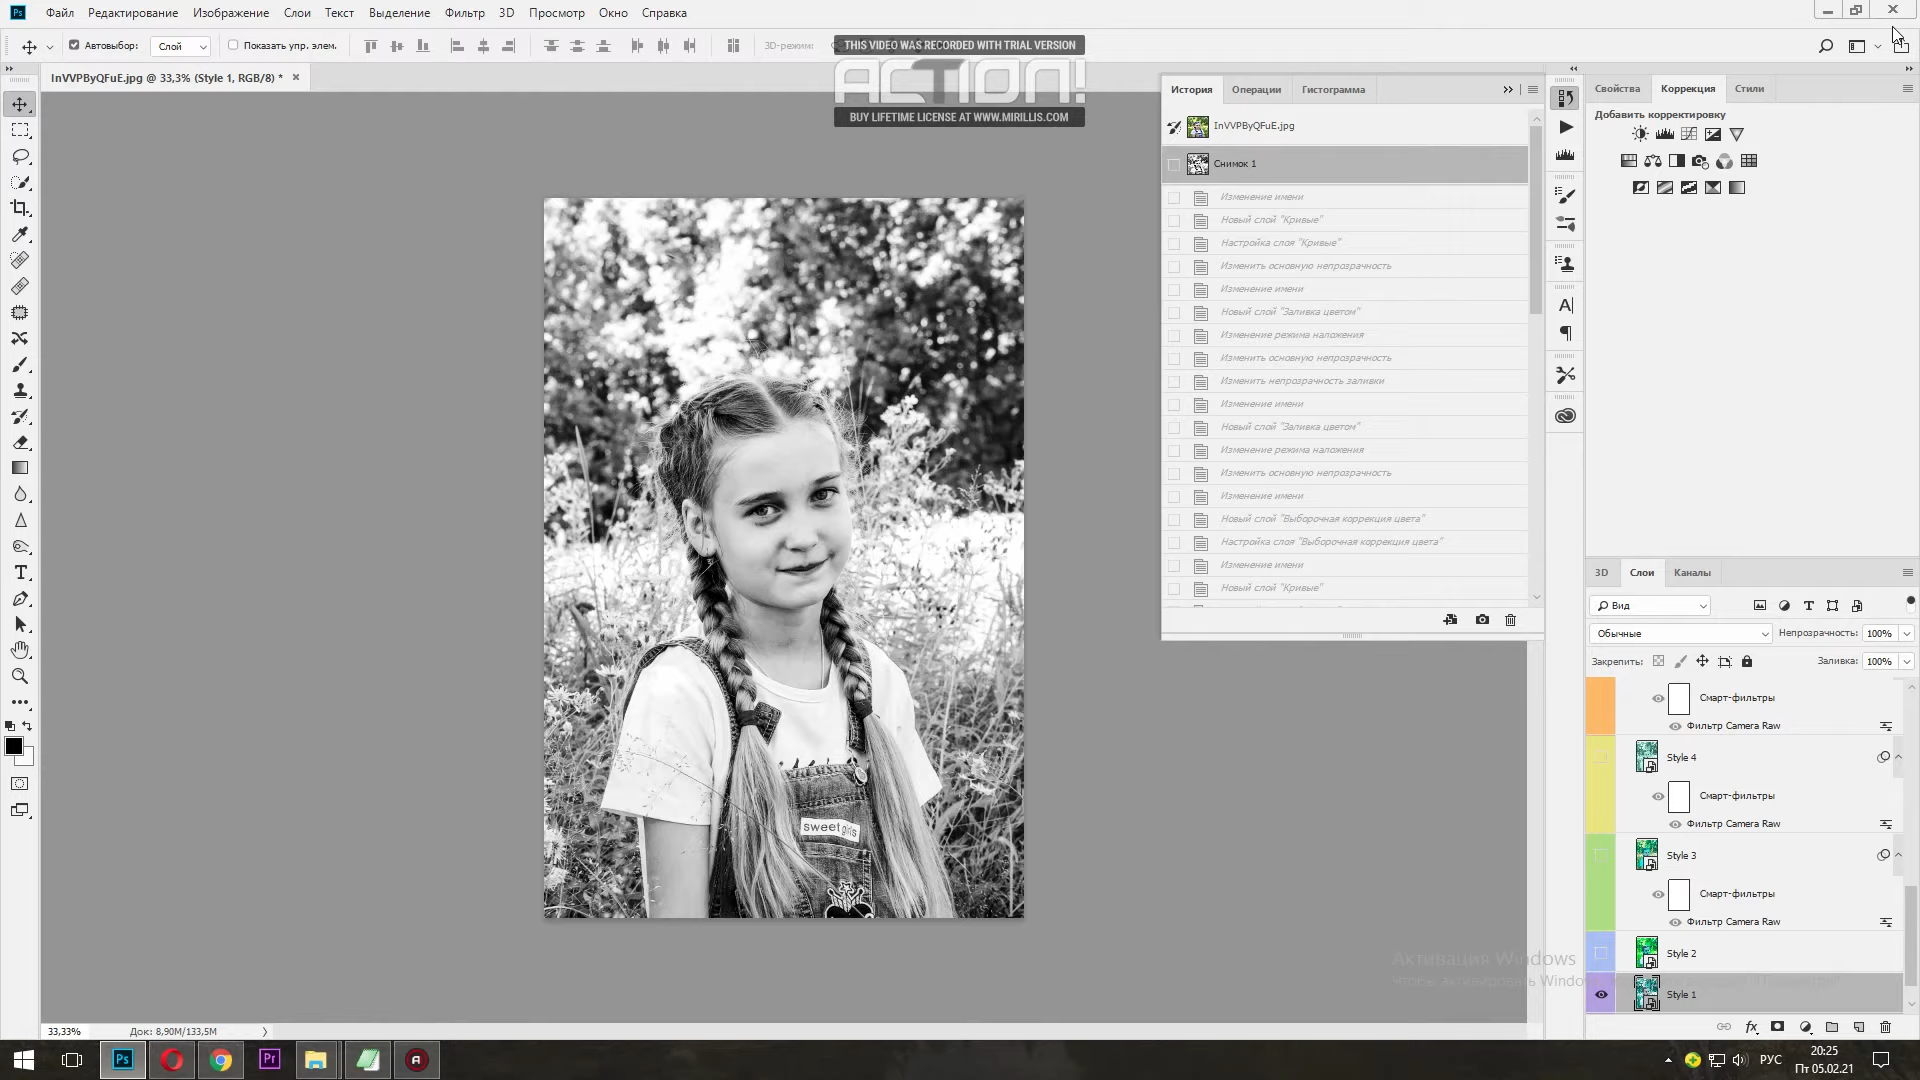 Файл Редактирование Изображение Слои Текст Выделение Фильтр 3D Просмотр Окно Справка
Автовыбор: Слой Показать упр. элем. 3D-режим:
THIS VIDEO WAS RECORDED WITH TRIAL VERSION
ACTION!
BUY LIFETIME LICENSE AT WWW.MIRILLIS.COM
InVVPByQFuE.jpg @ 33,3% (Style 1, RGB/8) *
История Операции Гистограмма
InVVPByQFuE.jpg
Снимок 1
Изменение имени
Новый слой "Кривые"
Настройка слоя "Кривые"
Изменить основную непрозрачность
Изменение имени
Новый слой "Заливка цветом"
Изменение режима наложения
Изменить основную непрозрачность
Изменить непрозрачность заливки
Изменение имени
Новый слой "Заливка цветом"
Изменение режима наложения
Изменить основную непрозрачность
Изменение имени
Новый слой "Выборочная коррекция цвета"
Настройка слоя "Выборочная коррекция цвета"
Изменение имени
Новый слой "Кривые"
Свойства Коррекция Стили
Добавить корректировку
3D Слои Каналы
Вид
Обычные Непрозрачность: 100%
Закрепить: Заливка: 100%
Смарт-фильтры
Фильтр Camera Raw
Style 4
Смарт-фильтры
Фильтр Camera Raw
Style 3
Смарт-фильтры
Фильтр Camera Raw
Style 2
Style 1
Активация Windows
Чтобы активировать Windows
sweet girls
33,33% Док: 8,90M/133,5M
Ps Pr РУС
20:25
Пт 05.02.21